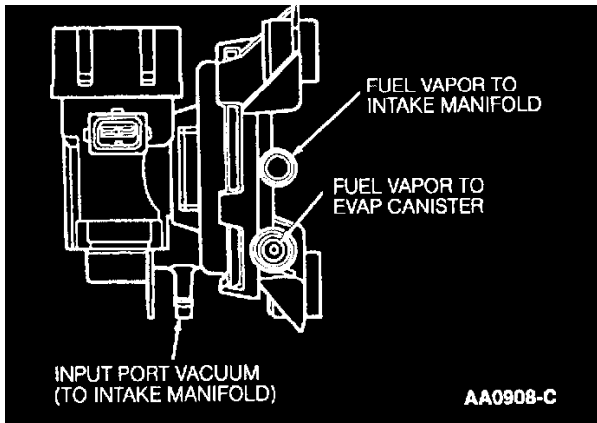 FUEL VAPOR TO
INTAKE MANIFOLD
FUEL VAPOR TO
EVAP CANISTER
INPUT PORT VACUUM
(TO INTAKE MANIFOLD)
AA0908-C